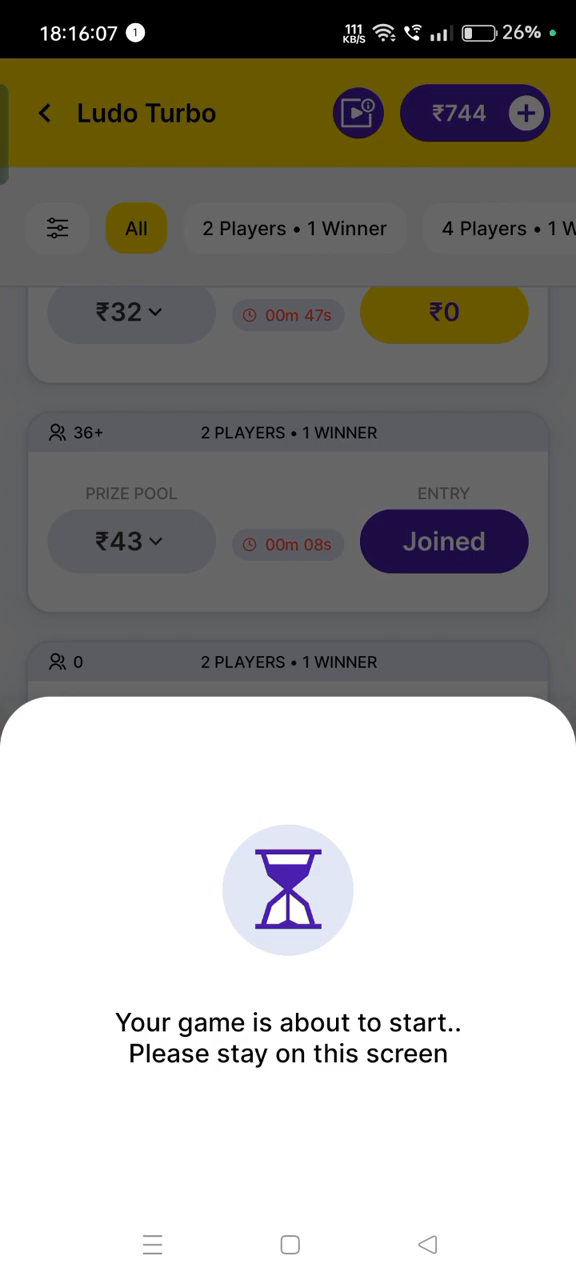 18:16:07 1 111 KB/S 26%
Ludo Turbo ₹744
All 2 Players • 1 Winner 4 Players • 1 W
₹32 00m 47s ₹0
36+ 2 PLAYERS • 1 WINNER
PRIZE POOL ENTRY
₹43 00m 08s Joined
0 2 PLAYERS • 1 WINNER
Your game is about to start..
Please stay on this screen